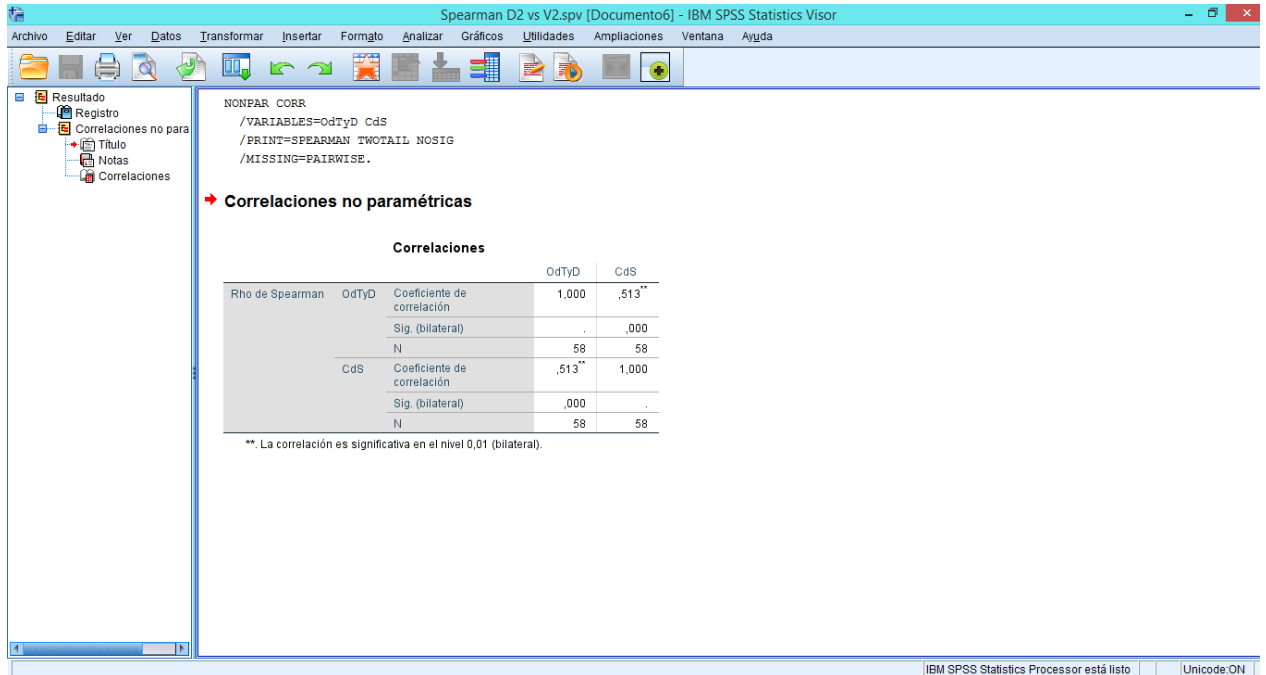 Spearman D2 vs V2.spv [Documento6] - IBM SPSS Statistics Visor
Archivo Editar Ver Datos Transformar Insertar Formato Analizar Gráficos Utilidades Ampliaciones Ventana Ayuda
Resultado
Registro
Correlaciones no para
Título
Notas
Correlaciones
NONPAR CORR
/VARIABLES=OdTyD CdS
/PRINT=SPEARMAN TWOTAIL NOSIG
/MISSING=PAIRWISE.
Correlaciones no paramétricas
Correlaciones
OdTyD CdS
Rho de Spearman OdTyD Coeficiente de correlación 1,000 ,513**
Sig. (bilateral) . ,000
N 58 58
CdS Coeficiente de correlación ,513** 1,000
Sig. (bilateral) ,000 .
N 58 58
**. La correlación es significativa en el nivel 0,01 (bilateral).
IBM SPSS Statistics Processor está listo Unicode:ON